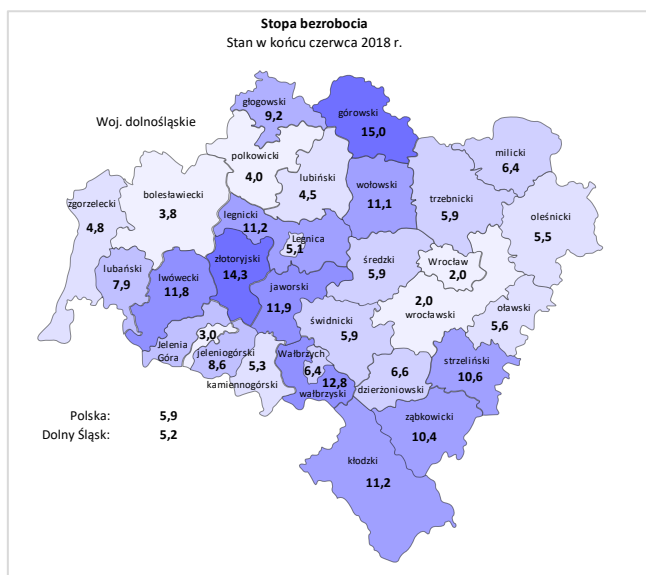 Stopa bezrobocia
Stan w końcu czerwca 2018 r.
Woj. dolnośląskie
głogowski
9,2
górowski
15,0
polkowicki
4,0
lubiński
4,5
wołowski
11,1
milicki
6,4
trzebnicki
5,9
oleśnicki
5,5
zgorzelecki
4,8
bolesławiecki
3,8
legnicki
11,2
Legnica
5,1
lubański
7,9
lwówecki
11,8
złotoryjski
14,3
jaworski
11,9
średzki
5,9
Wrocław
2,0
2,0
wrocławski
oławski
5,6
świdnicki
5,9
Jelenia
Góra
3,0
jeleniogórski
8,6
5,3
kamiennogórski
Wałbrzych
6,4
12,8
wałbrzyski
6,6
dzierżoniowski
strzeliński
10,6
ząbkowicki
10,4
kłodzki
11,2
Polska: 5,9
Dolny Śląsk: 5,2